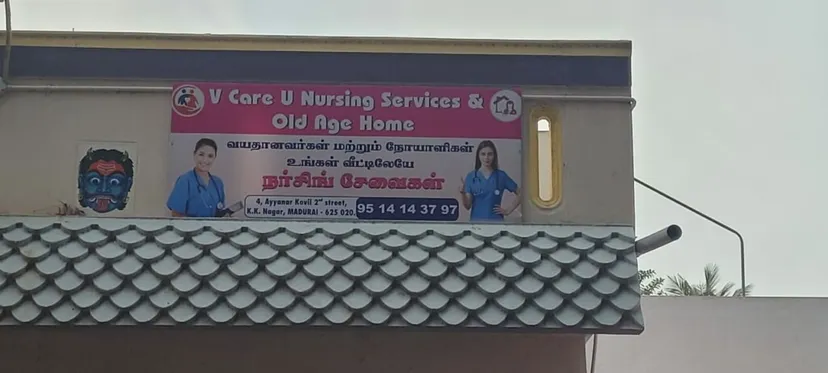 V Care U Nursing Services &
Old Age Home
வயதானவர்கள் மற்றும் நோயாளிகள்
உங்கள் வீட்டிலேயே
நர்சிங் சேவைகள்
4, Ayyanar Kovil 2nd street,
K.K. Nagar, MADURAI - 625 020.
95 14 14 37 97